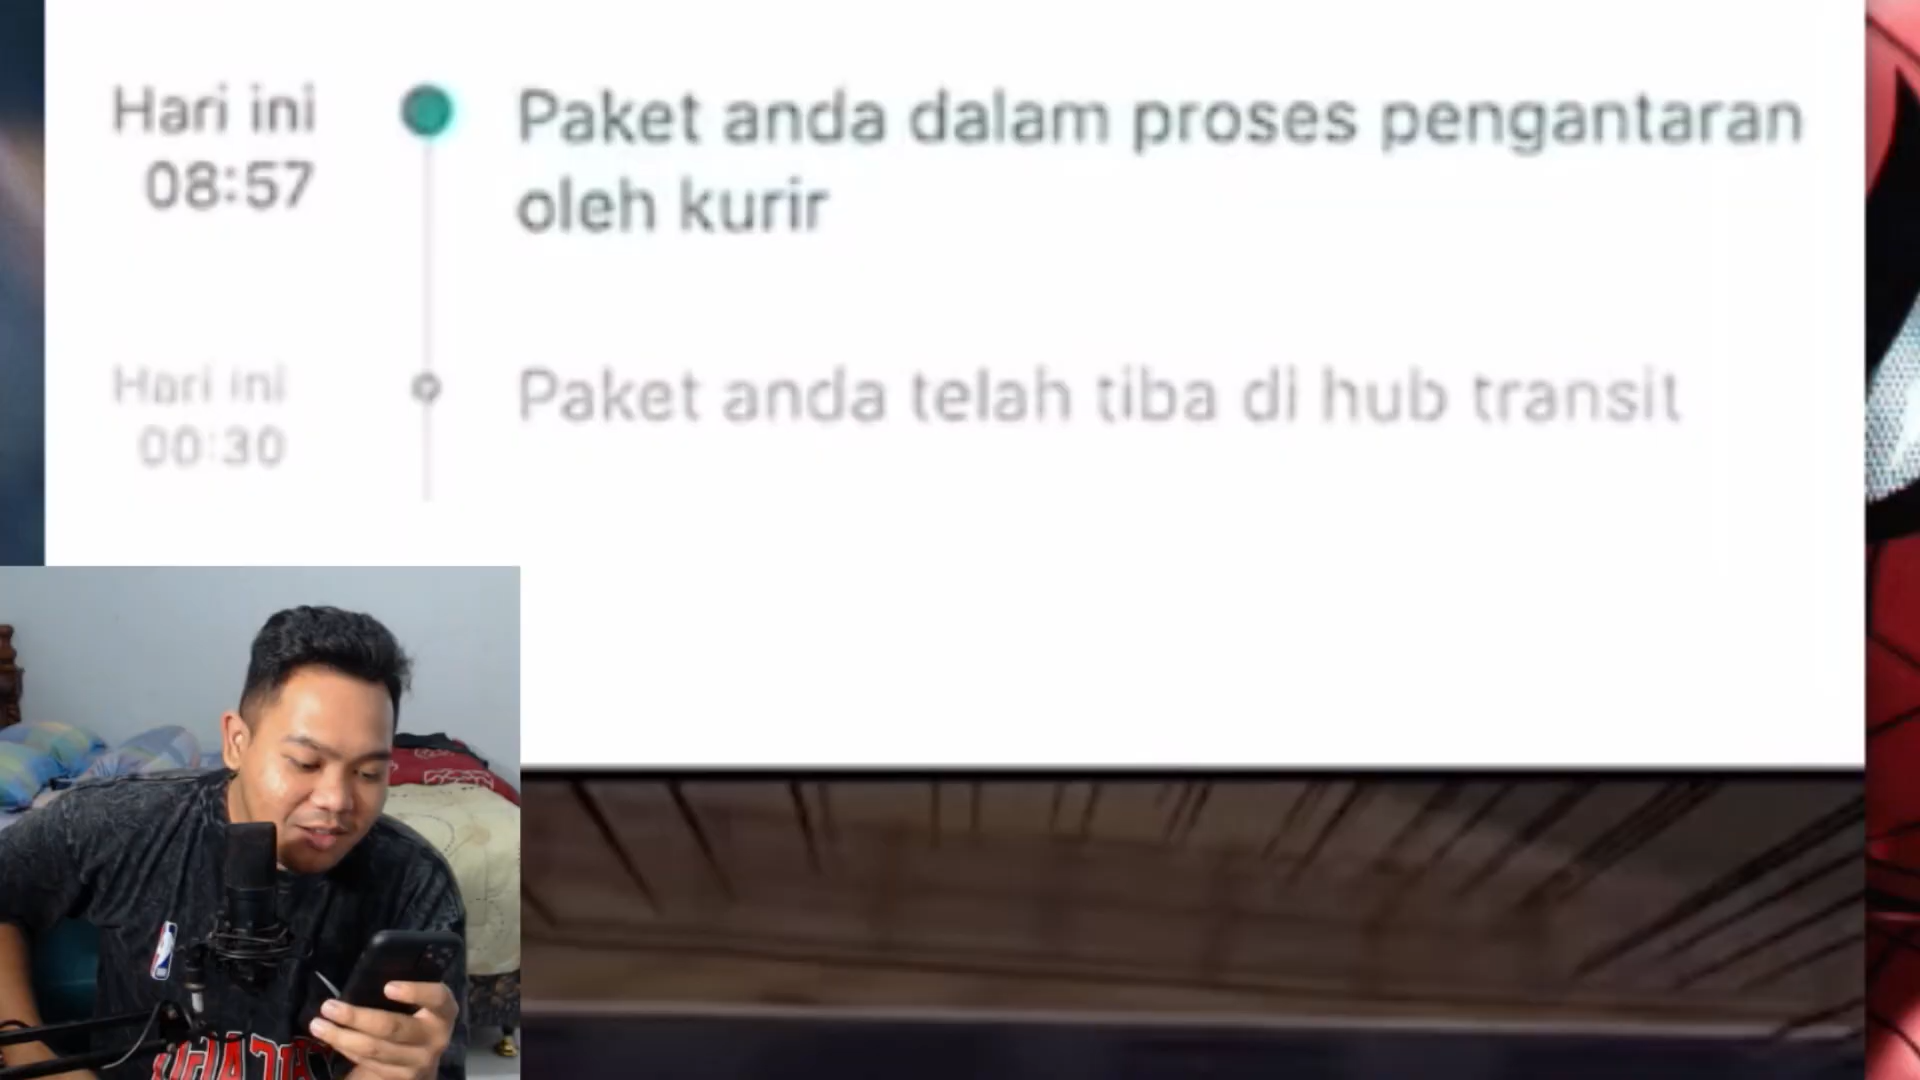 Hari ini
08:57
Paket anda dalam proses pengantaran
oleh kurir
Hari ini
00:30
Paket anda telah tiba di hub transit